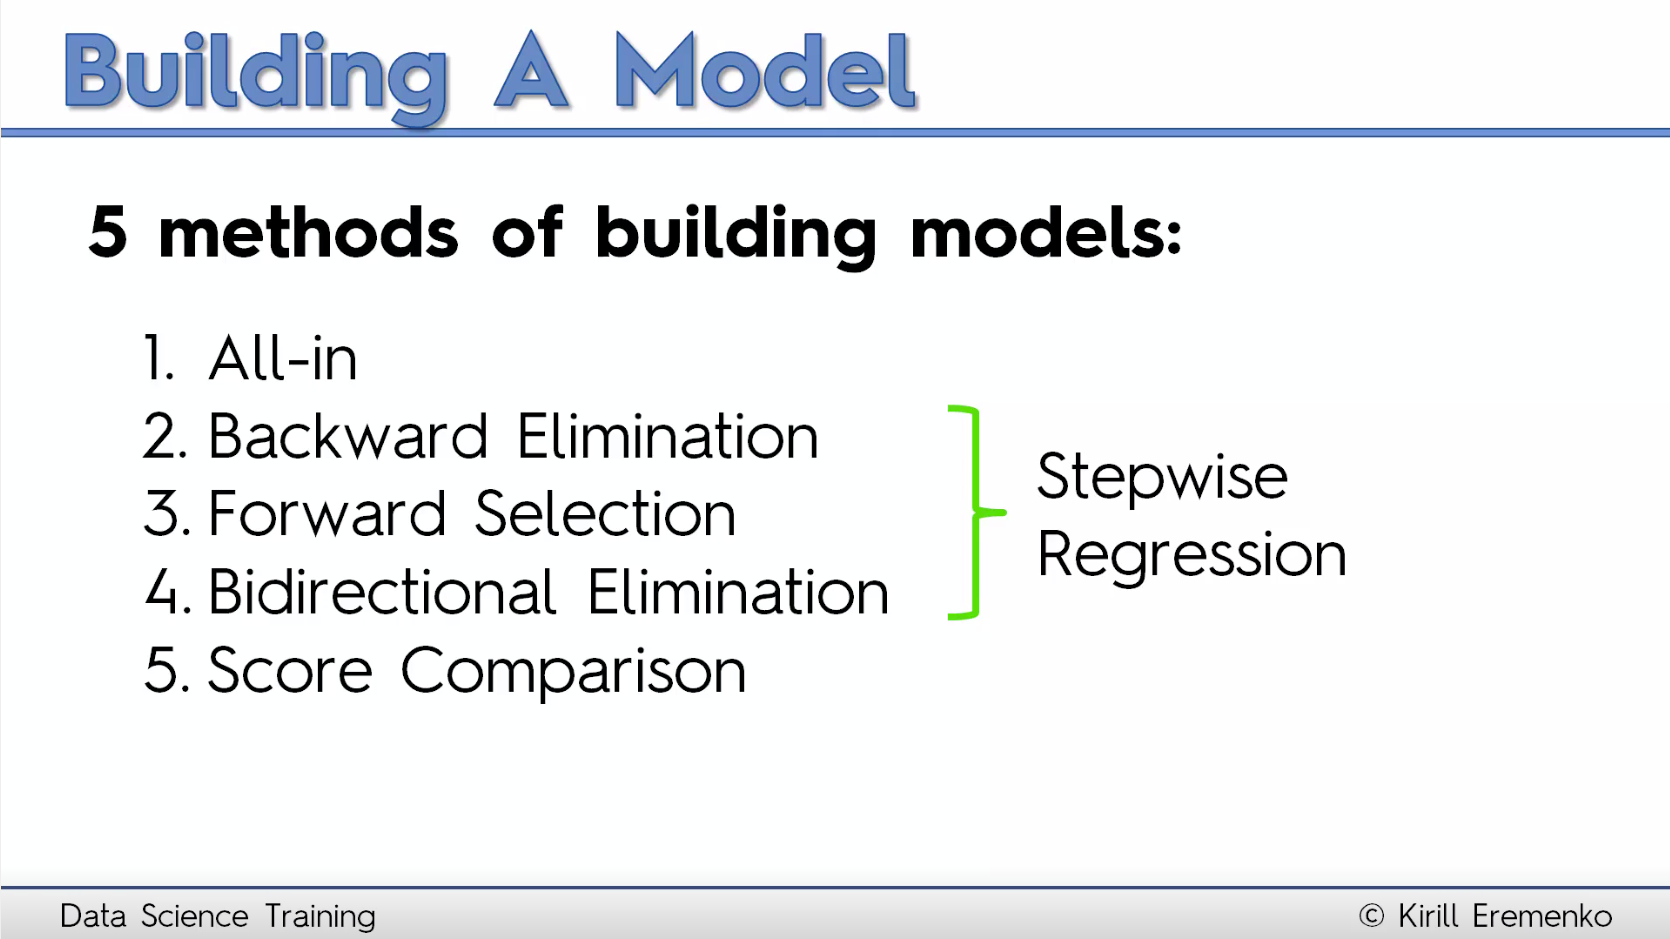 Building A Model
5 methods of building models:
1. All-in
2. Backward Elimination
3. Forward Selection
4. Bidirectional Elimination
5. Score Comparison
Stepwise
Regression
Data Science Training
© Kirill Eremenko